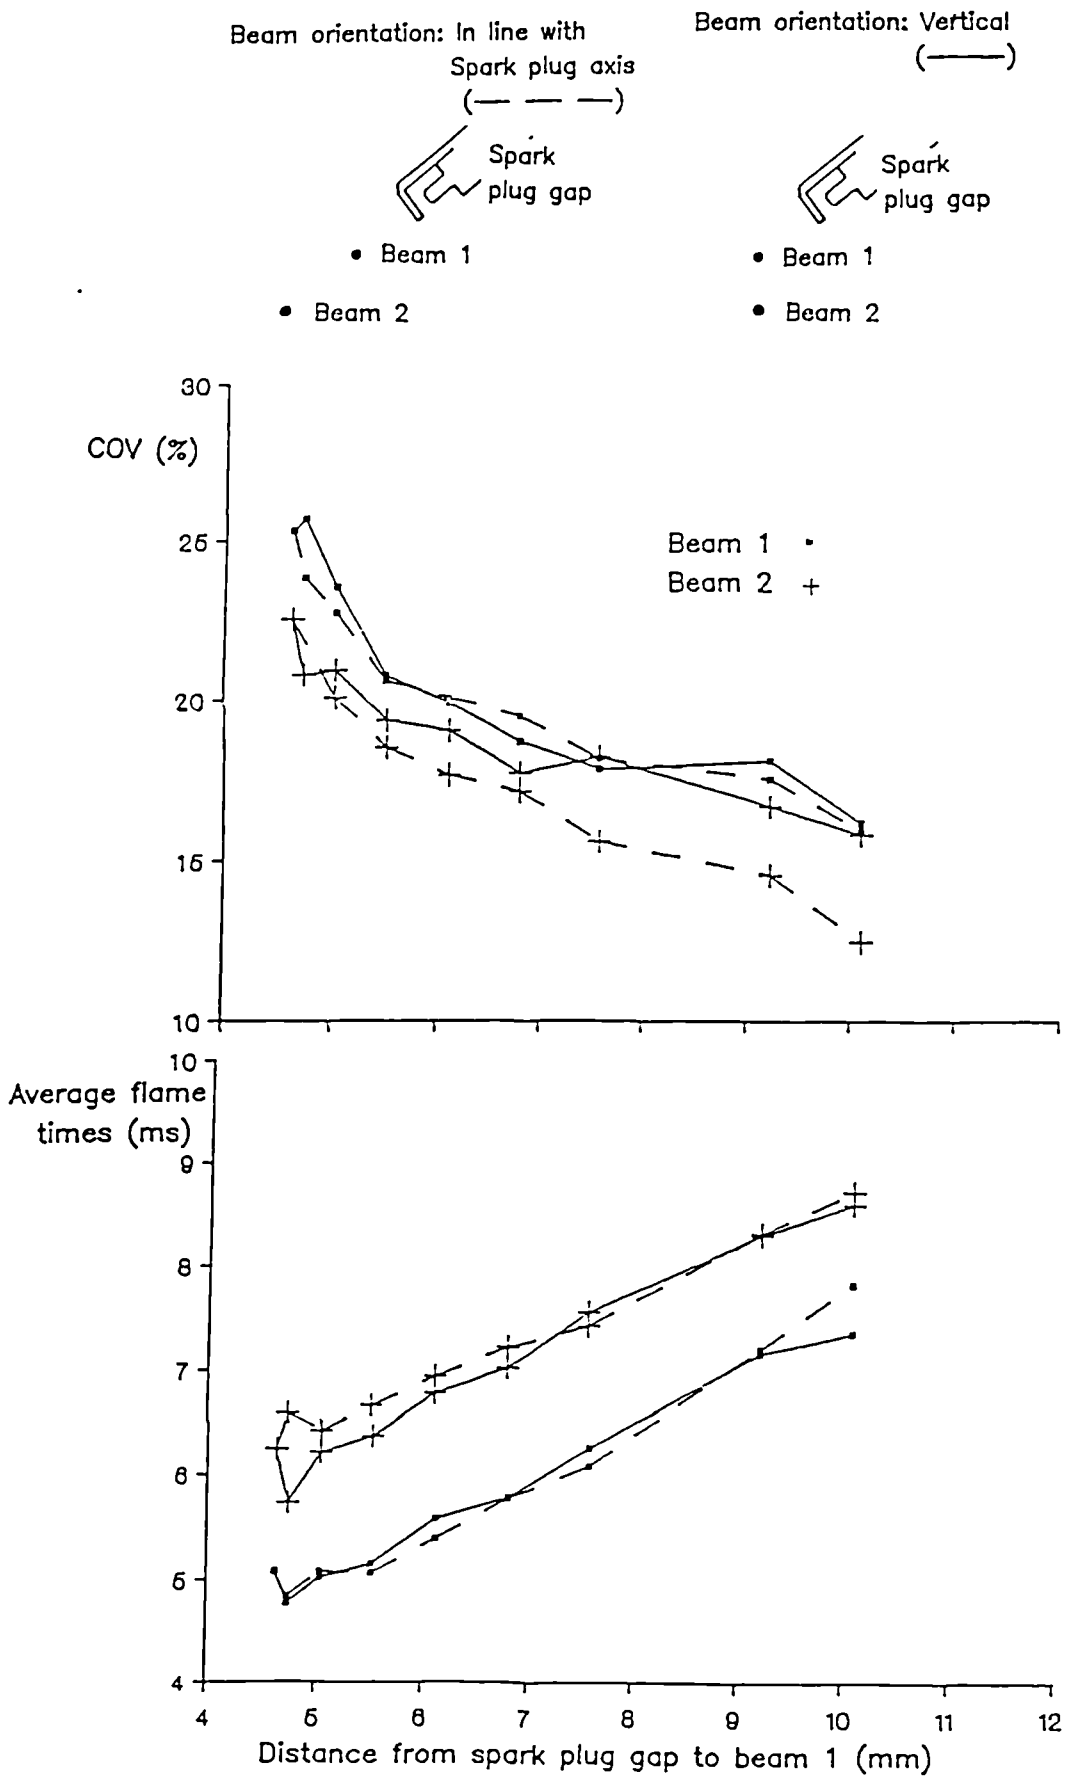 Beam orientation: In line with
Spark plug axis
(— — —)
Spark
plug gap
Beam 1
Beam 2
Beam orientation: Vertical
(——)
Spark
plug gap
Beam 1
Beam 2
30
COV (%)
25
20
15
10
Beam 1
Beam 2 +
10
Average flame
times (ms)
9
8
7
6
5
4
4 5 6 7 8 9 10 11 12
Distance from spark plug gap to beam 1 (mm)